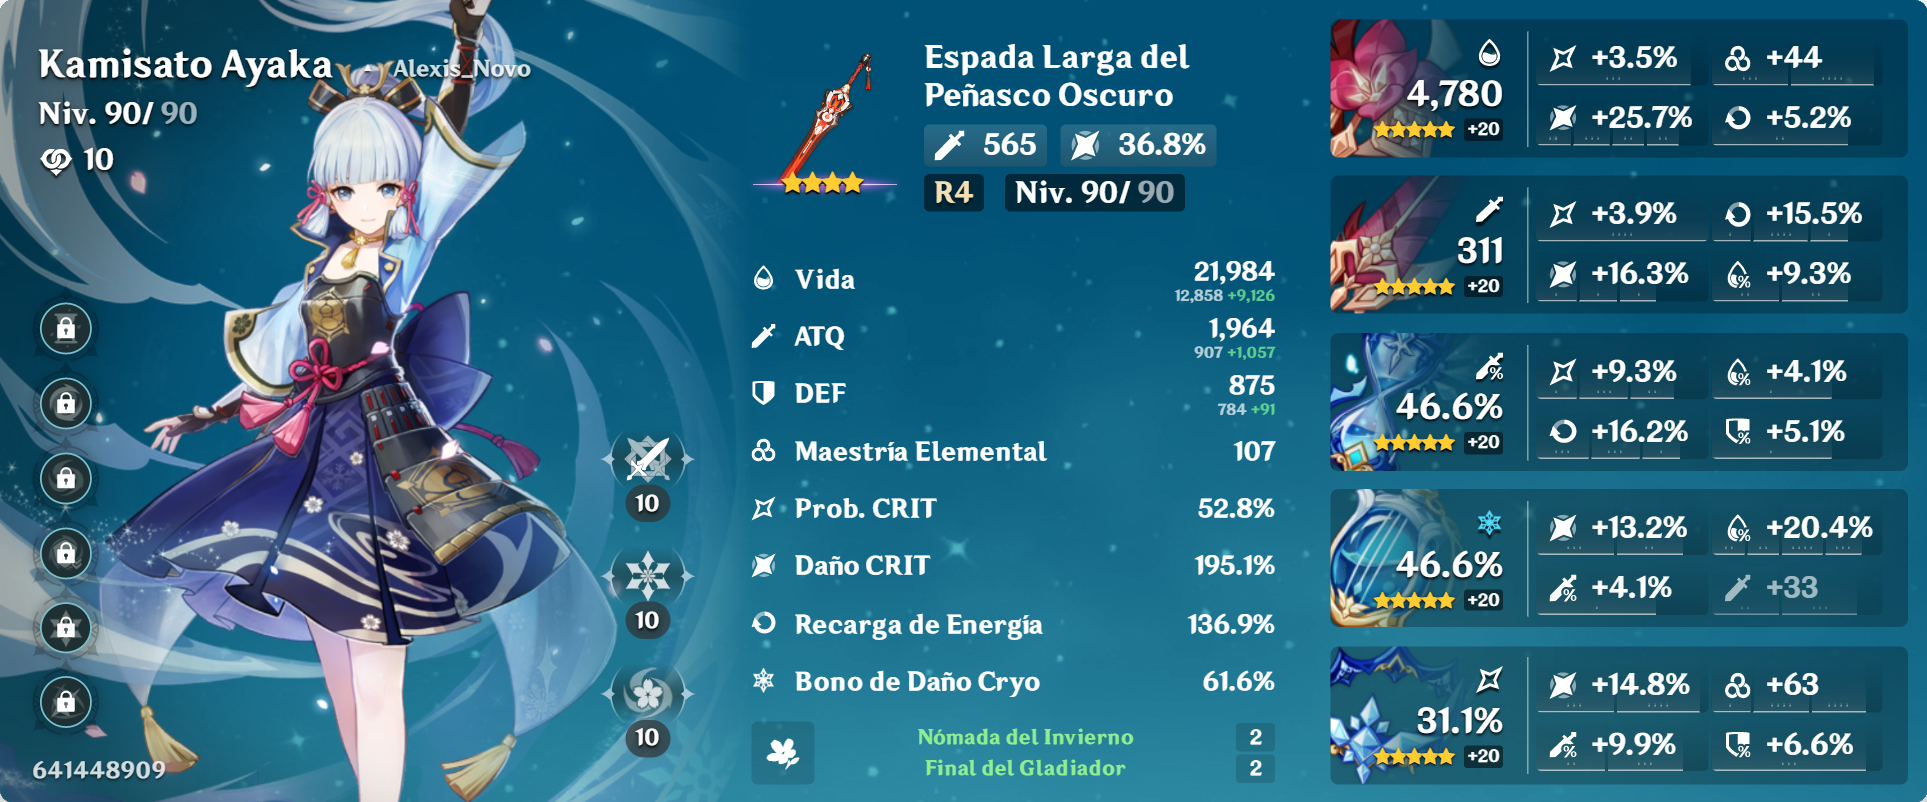 Kamisato Ayaka
Alexis_Novo
Niv. 90/ 90
10
10
10
10
641448909
Espada Larga del
Peñasco Oscuro
565
36.8%
R4
Niv. 90/ 90
Vida
21,984
12,858 +9,126
ATQ
1,964
907 +1,057
DEF
875
784 +91
Maestría Elemental
107
Prob. CRIT
52.8%
Daño CRIT
195.1%
Recarga de Energía
136.9%
Bono de Daño Cryo
61.6%
Nómada del Invierno
2
Final del Gladiador
2
4,780
+20
+3.5%
+44
+25.7%
+5.2%
311
+20
+3.9%
+15.5%
+16.3%
+9.3%
46.6%
+20
+9.3%
+4.1%
+16.2%
+5.1%
46.6%
+20
+13.2%
+20.4%
+4.1%
+33
31.1%
+20
+14.8%
+63
+9.9%
+6.6%